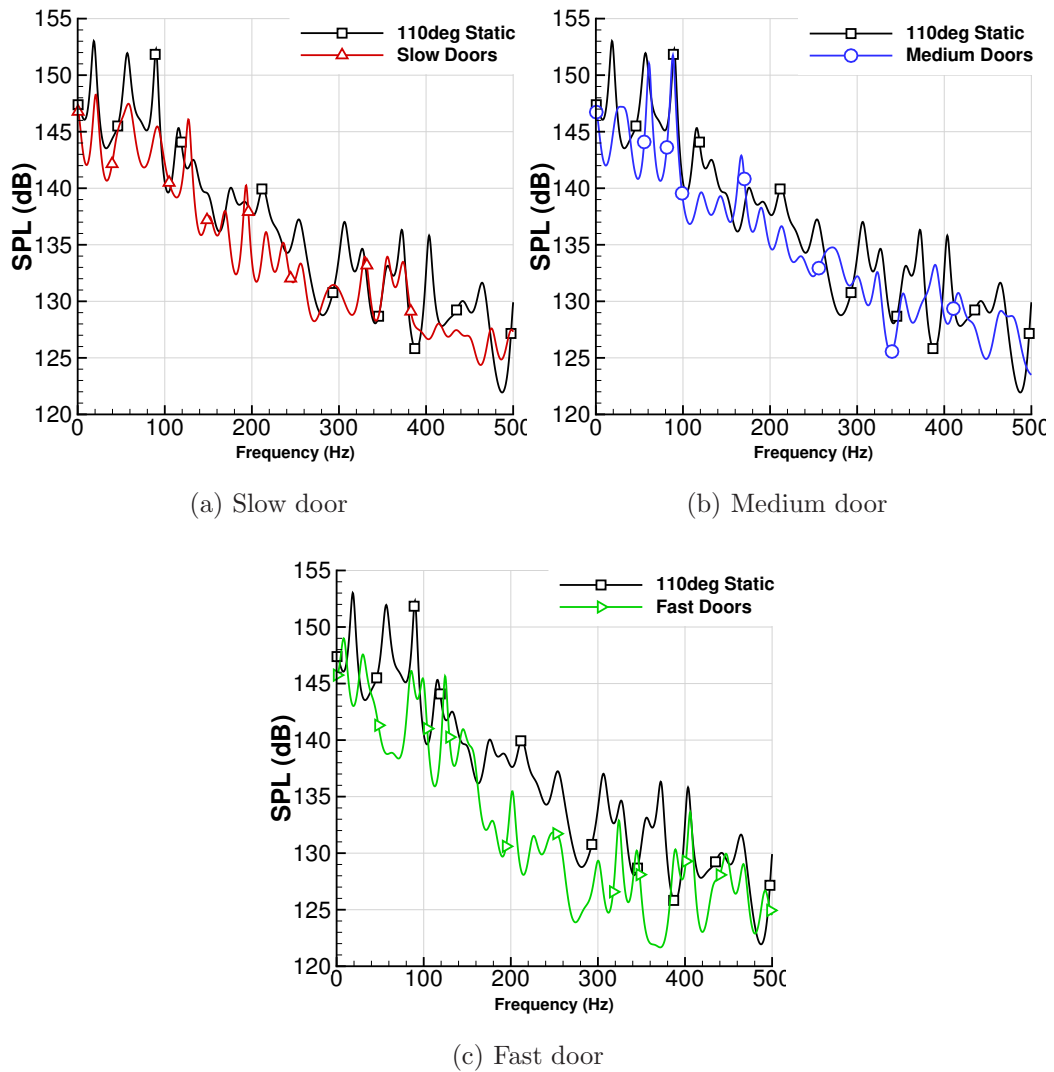 155
150
145
140
135
130
125
120
SPL (dB)
0 100 200 300 400 500
Frequency (Hz)
110deg Static
Slow Doors
(a) Slow door
155
150
145
140
135
130
125
120
SPL (dB)
0 100 200 300 400 500
Frequency (Hz)
110deg Static
Medium Doors
(b) Medium door
155
150
145
140
135
130
125
120
SPL (dB)
0 100 200 300 400 500
Frequency (Hz)
110deg Static
Fast Doors
(c) Fast door